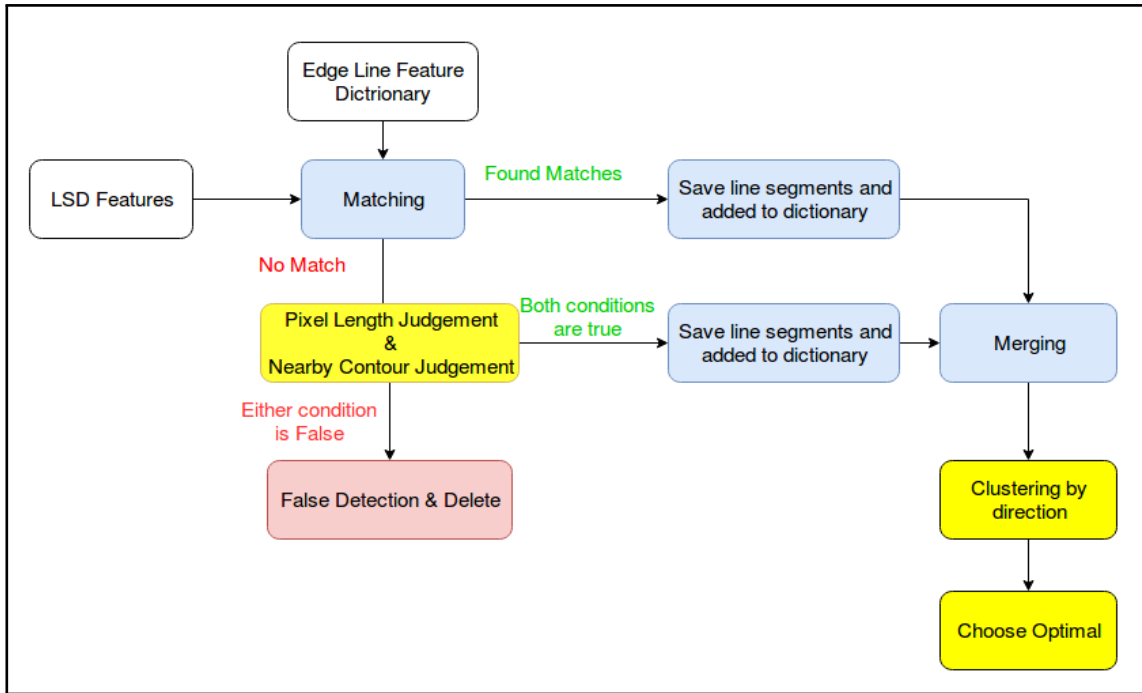 Edge Line Feature
Dictrionary
LSD Features
Matching
Found Matches
Save line segments and
added to dictionary
No Match
Pixel Length Judgement
&
Nearby Contour Judgement
Both conditions
are true
Save line segments and
added to dictionary
Merging
Either condition
is False
False Detection & Delete
Clustering by
direction
Choose Optimal